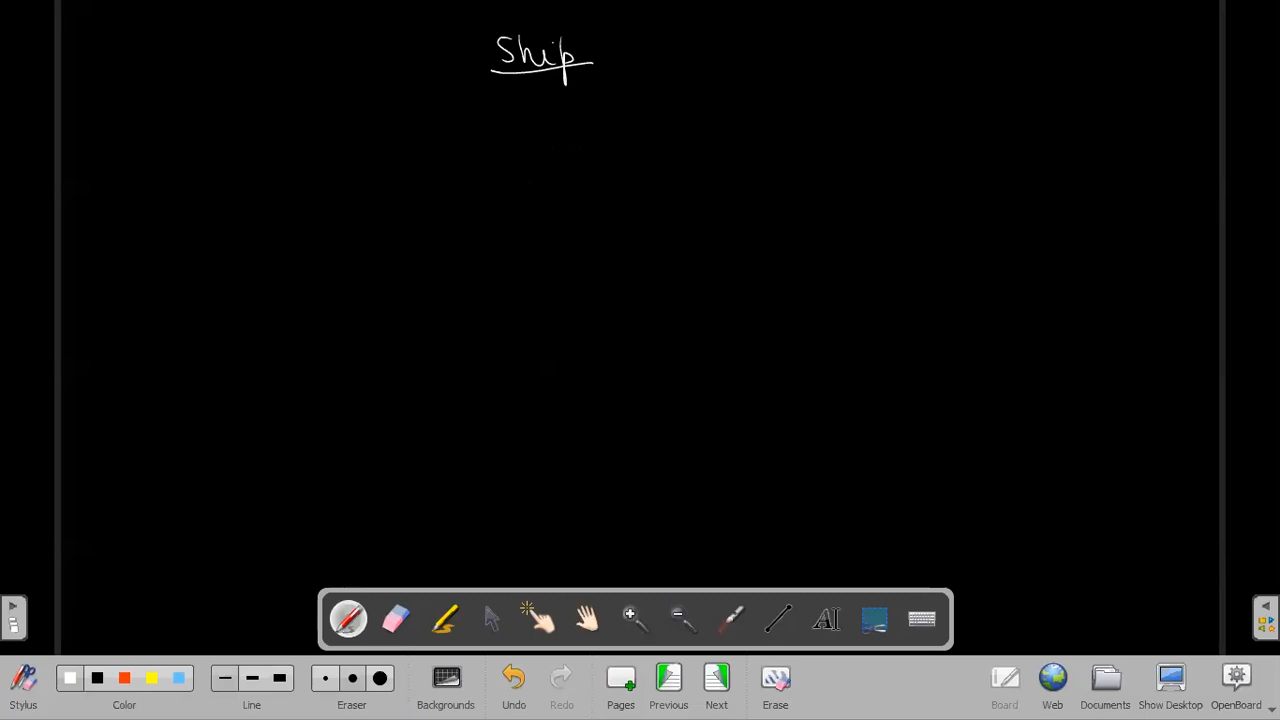 Ship
Stylus
Color
Line
Eraser
Backgrounds
Undo
Redo
Pages
Previous
Next
Erase
Board
Web
Documents
Show Desktop
OpenBoard